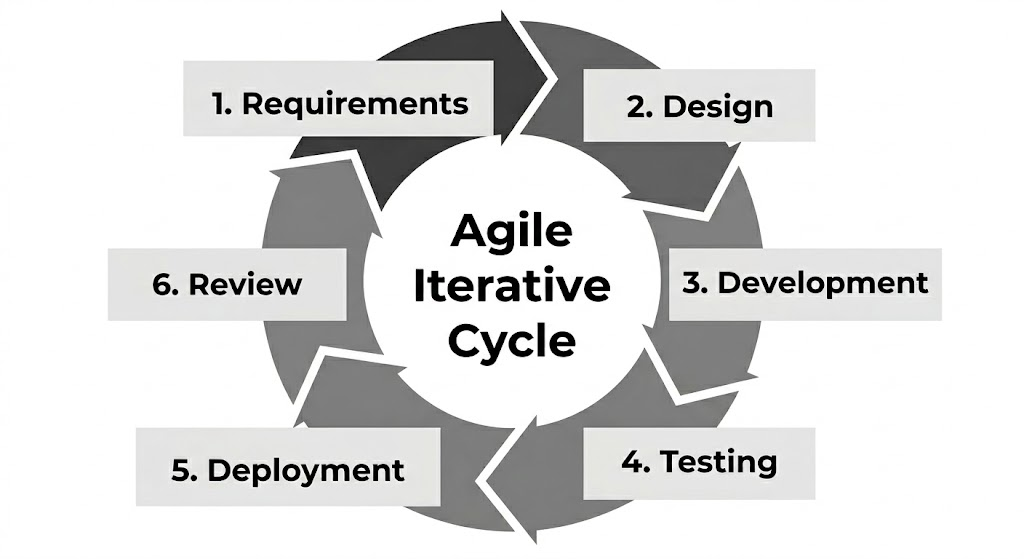 1. Requirements
2. Design
3. Development
4. Testing
5. Deployment
6. Review
Agile
Iterative
Cycle